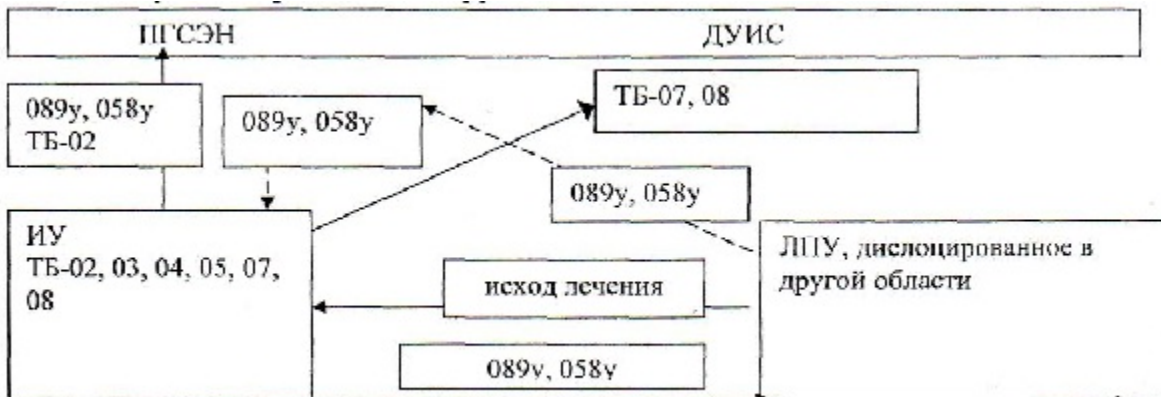 ПГСЭН ДУИС
089у, 058у
ТБ-02
089у, 058у
ТБ-07, 08
089у, 058у
ИУ
ТБ-02, 03, 04, 05, 07,
08
исход лечения
ЛПУ, дислоцированное в
другой области
089у, 058у